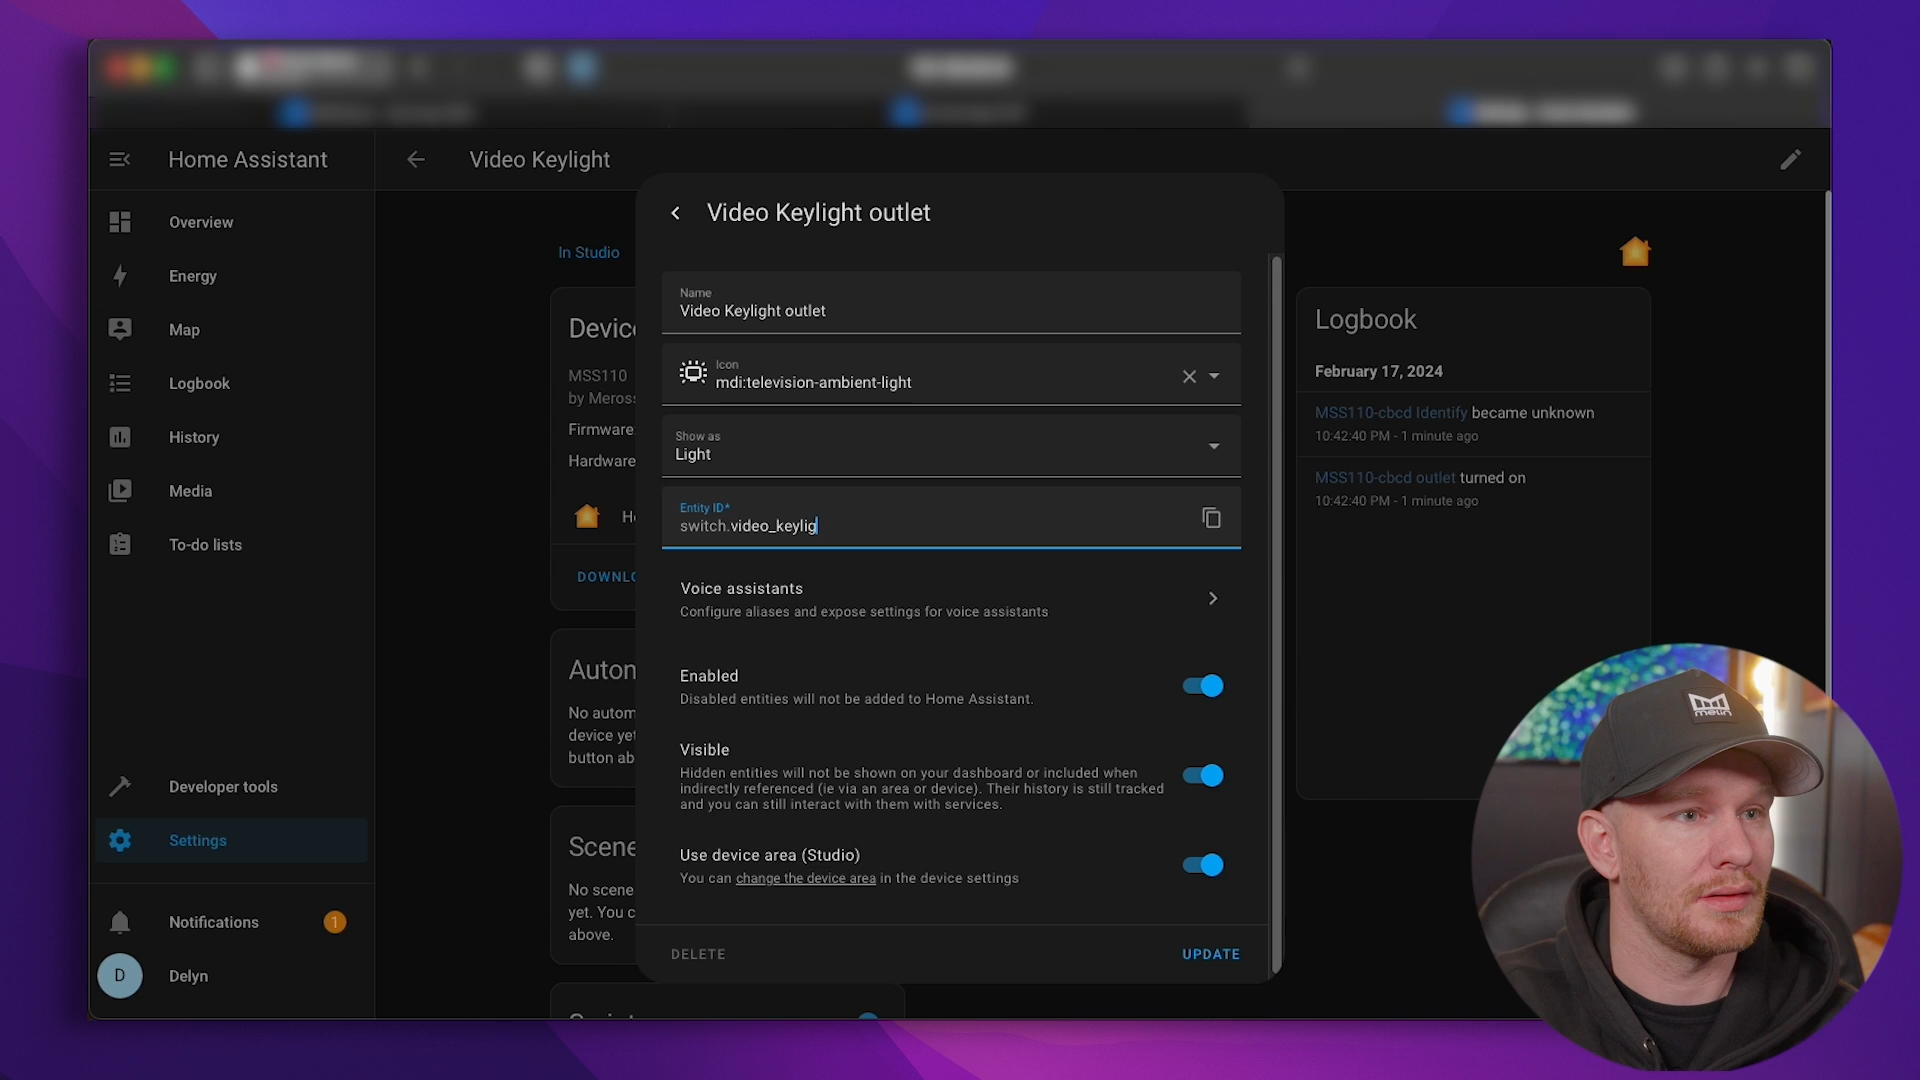 Home Assistant
Video Keylight
Overview
Energy
Map
Logbook
History
Media
To-do lists
Developer tools
Settings
Notifications
1
D
Delyn
In Studio
Devic
MSS110
by Meross
Firmware:
Hardware
H
DOWNLO
Autom
No autom
device yet
button ab
Scene
No scene
yet. You c
above.
Video Keylight outlet
Name
Video Keylight outlet
Icon
mdi:television-ambient-light
Show as
Light
Entity ID*
switch.video_keylig
Voice assistants
Configure aliases and expose settings for voice assistants
Enabled
Disabled entities will not be added to Home Assistant.
Visible
Hidden entities will not be shown on your dashboard or included when
indirectly referenced (ie via an area or device). Their history is still tracked
and you can still interact with them with services.
Use device area (Studio)
You can change the device area in the device settings
DELETE
UPDATE
Logbook
February 17, 2024
MSS110-cbcd Identify became unknown
10:42:40 PM - 1 minute ago
MSS110-cbcd outlet turned on
10:42:40 PM - 1 minute ago
melin